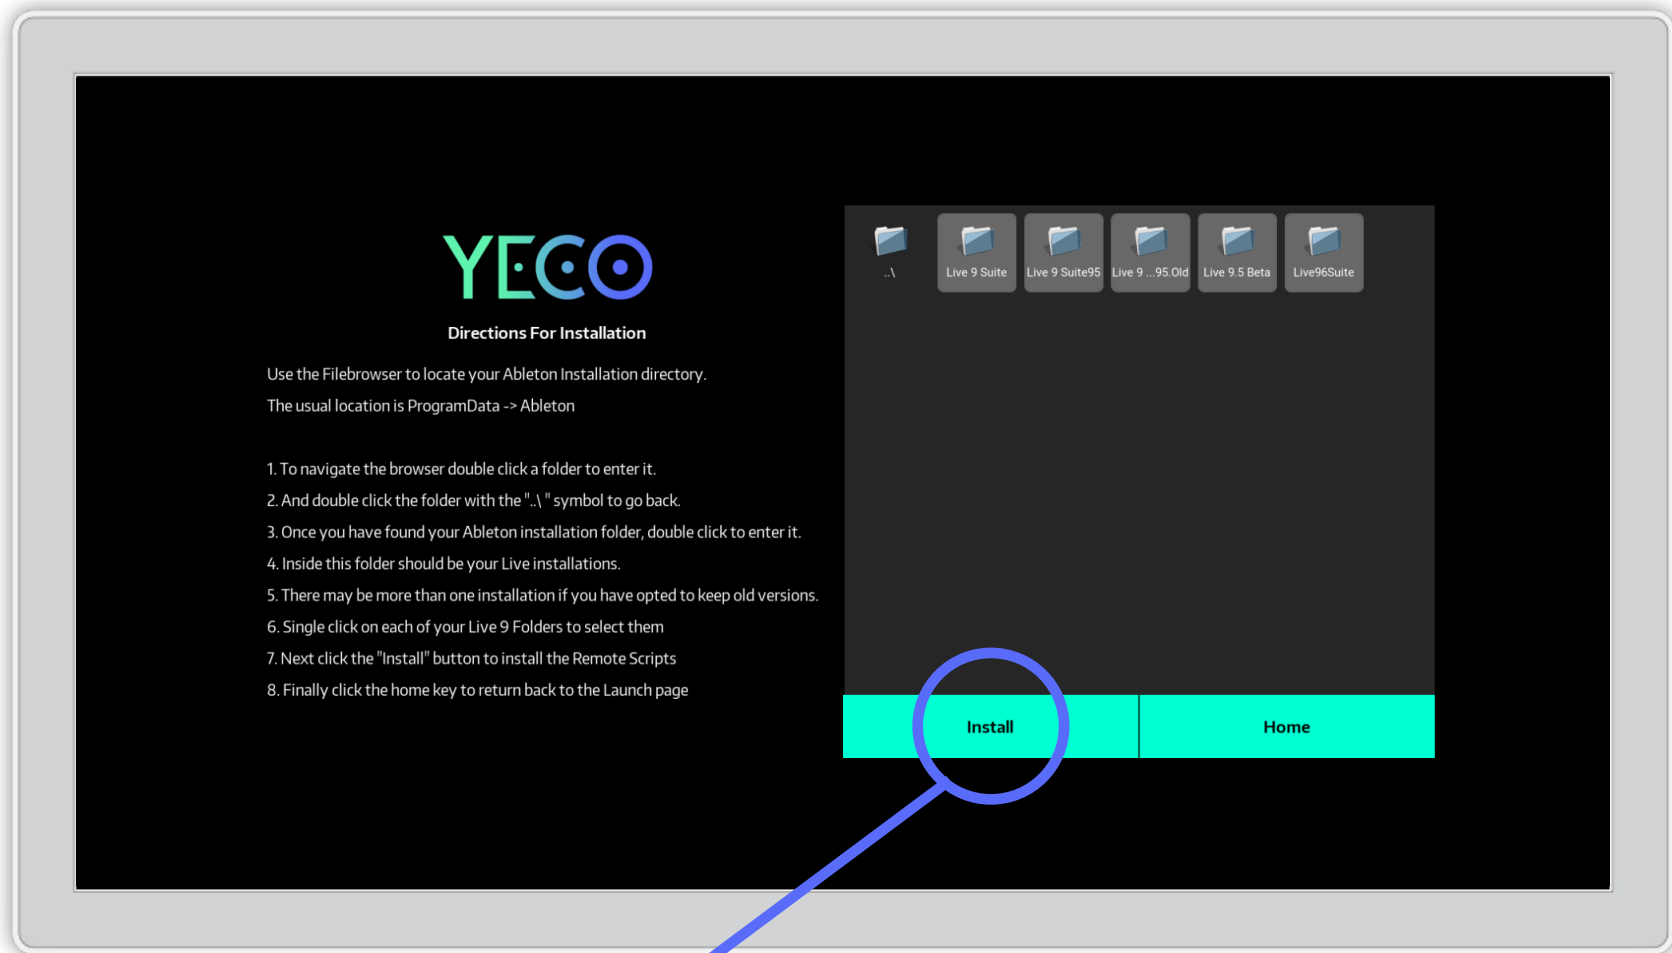 YECO
Directions For Installation
Use the Filebrowser to locate your Ableton Installation directory.
The usual location is ProgramData -> Ableton
1. To navigate the browser double click a folder to enter it.
2. And double click the folder with the "..\ " symbol to go back.
3. Once you have found your Ableton installation folder, double click to enter it.
4. Inside this folder should be your Live installations.
5. There may be more than one installation if you have opted to keep old versions.
6. Single click on each of your Live 9 Folders to select them
7. Next click the "Install" button to install the Remote Scripts
8. Finally click the home key to return back to the Launch page
..\
Live 9 Suite
Live 9 Suite95
Live 9 ...95.Old
Live 9.5 Beta
Live96Suite
Install
Home